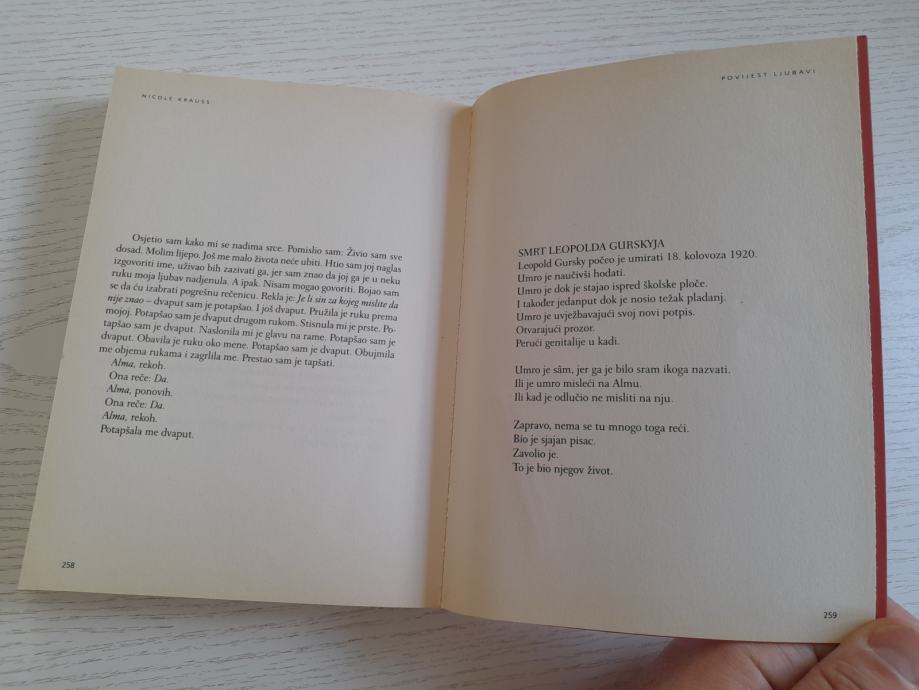 NICOLE KRAUSS
Osjetio sam kako mi se nadima srce. Pomislio sam: Živio sam sve
dosad. Molim lijepo. Još me malo života neće ubiti. Htio sam joj naglas
izgovoriti ime, uživao bih zazivati ga, jer sam znao da joj ga je u neku
ruku moja ljubav nadjenula. A ipak. Nisam mogao govoriti. Bojao sam
se da ću izabrati pogrešnu rečenicu. Rekla je: Je li sin za kojeg mislite da
nije znao – dvaput sam je potapšao. I još dvaput. Pružila je ruku prema
mojoj. Potapšao sam je dvaput drugom rukom. Stisnula mi je prste. Po-
tapšao sam je dvaput. Naslonila mi je glavu na rame. Potapšao sam je
dvaput. Obavila je ruku oko mene. Potapšao sam je dvaput. Obujmila
me objema rukama i zagrlila me. Prestao sam je tapšati.
Alma, rekoh.
Ona reče: Da.
Alma, ponovih.
Ona reče: Da.
Alma, rekoh.
Potapšala me dvaput.
258
POVIJEST LJUBAVI
SMRT LEOPOLDA GURSKYJA
Leopold Gursky počeo je umirati 18. kolovoza 1920.
Umro je naučivši hodati.
Umro je dok je stajao ispred školske ploče.
I također jedanput dok je nosio težak pladanj.
Umro je uvježbavajući svoj novi potpis.
Otvarajući prozor.
Perući genitalije u kadi.
Umro je sâm, jer ga je bilo sram ikoga nazvati.
Ili je umro misleći na Almu.
Ili kad je odlučio ne misliti na nju.
Zapravo, nema se tu mnogo toga reći.
Bio je sjajan pisac.
Zavolio je.
To je bio njegov život.
259